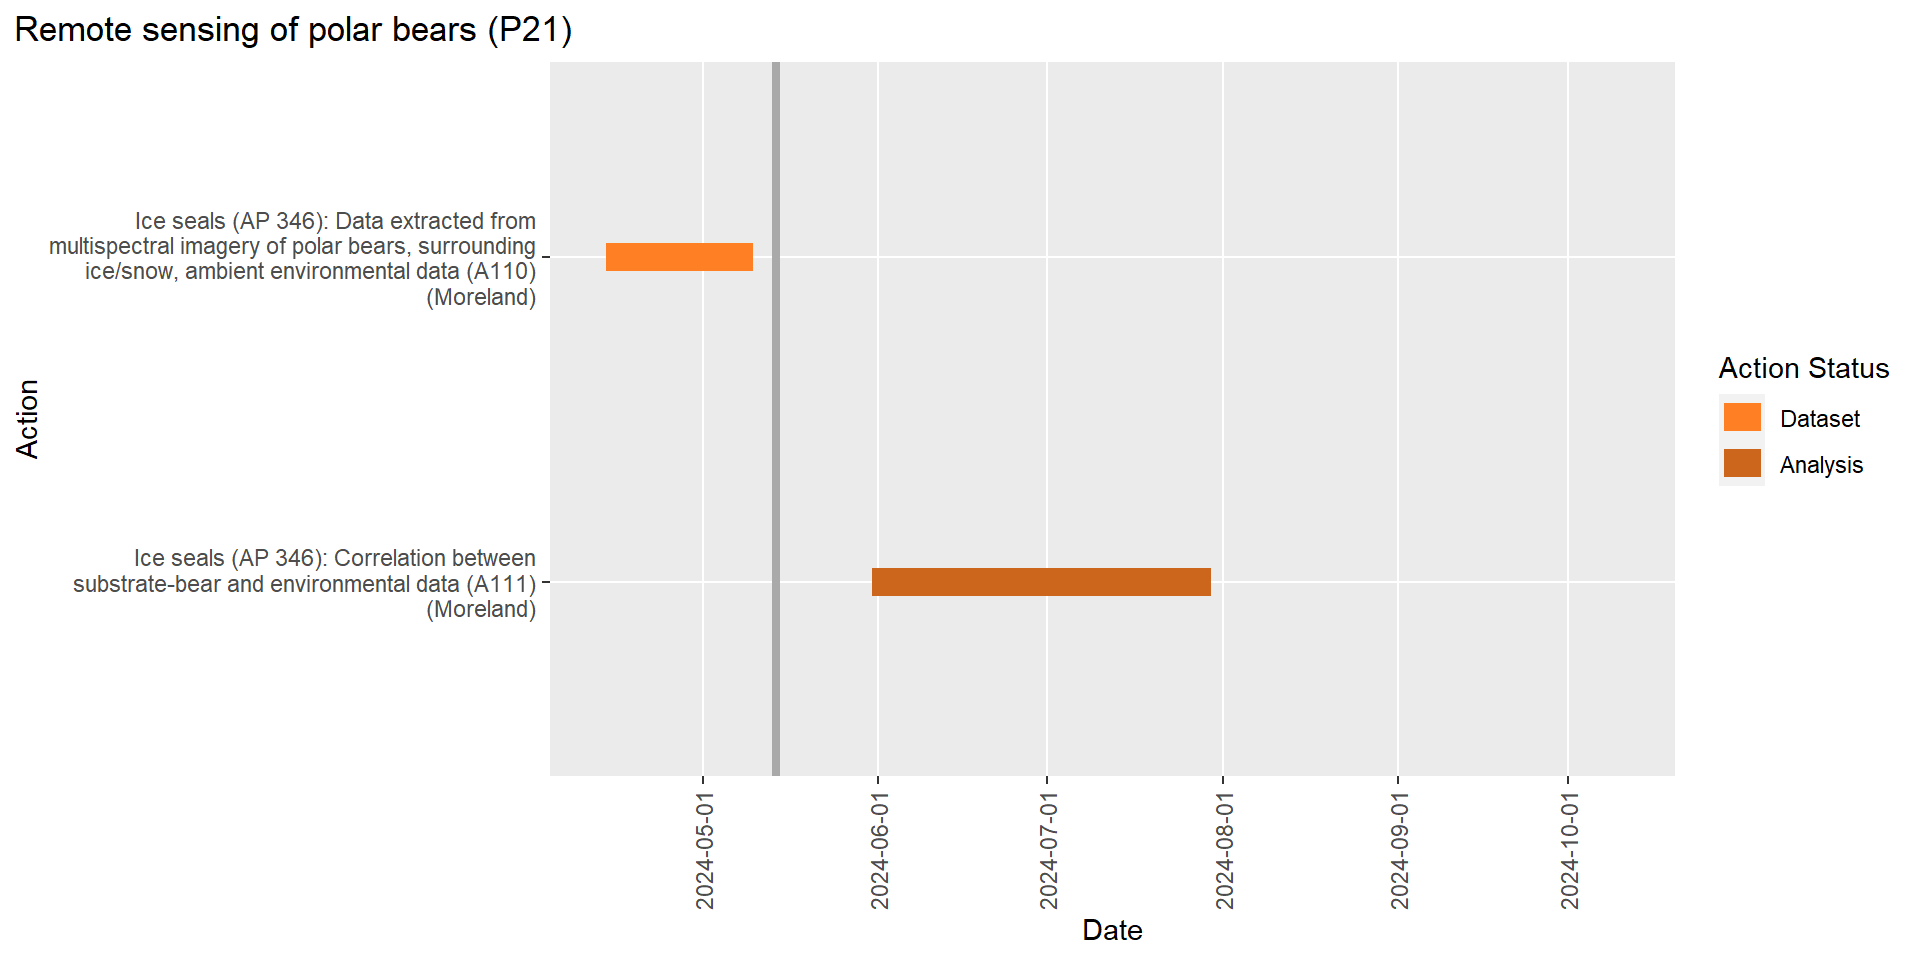 Remote sensing of polar bears (P21)
Action
Ice seals (AP 346): Data extracted from
multispectral imagery of polar bears, surrounding
ice/snow, ambient environmental data (A110)
(Moreland)
Ice seals (AP 346): Correlation between
substrate-bear and environmental data (A111)
(Moreland)
2024-05-01
2024-06-01
2024-07-01
2024-08-01
2024-09-01
2024-10-01
Date
Action Status
Dataset
Analysis